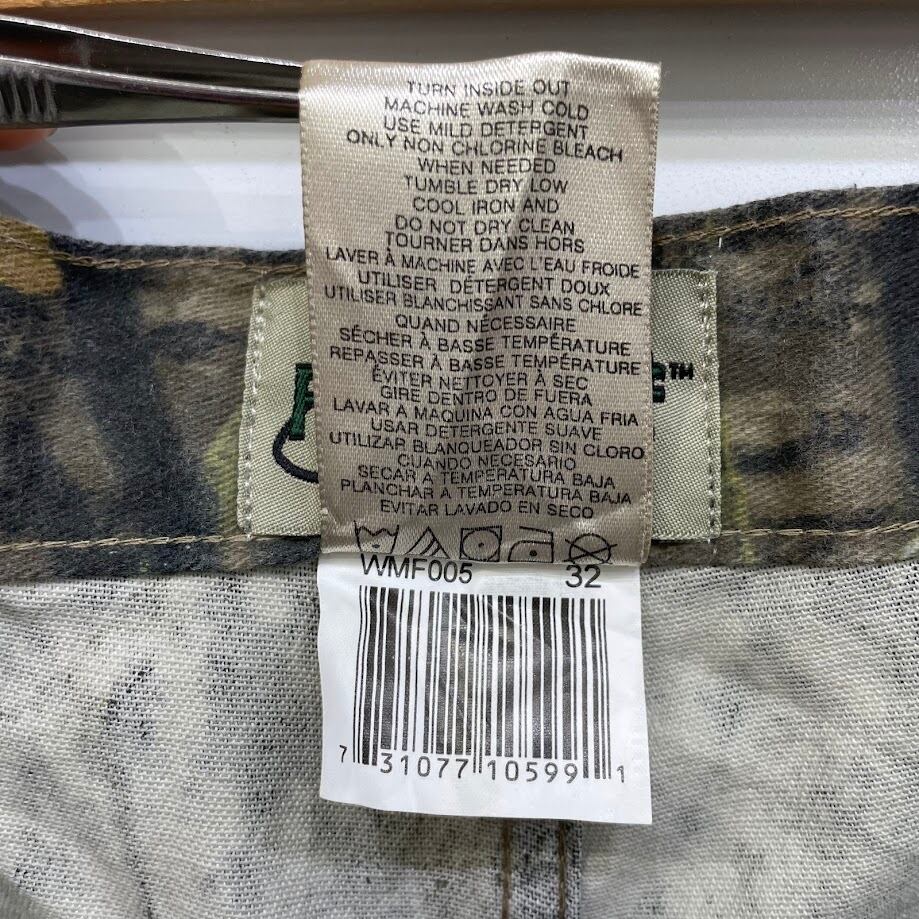 TURN INSIDE OUT
MACHINE WASH COLD
USE MILD DETERGENT
ONLY NON CHLORINE BLEACH
WHEN NEEDED
TUMBLE DRY LOW
COOL IRON AND
DO NOT DRY CLEAN
TOURNER DANS HORS
LAVER À MACHINE AVEC L'EAU FROIDE
UTILISER DÉTERGENT DOUX
UTILISER BLANCHISSANT SANS CHLORE
QUAND NÉCESSAIRE
SÉCHER À BASSE TEMPÉRATURE
REPASSER À BASSE TEMPÉRATURE
ÉVITER NETTOYER À SEC
GIRE DENTRO DE FUERA
LAVAR A MAQUINA CON AGUA FRIA
USAR DETERGENTE SUAVE
UTILIZAR BLANQUEADOR SIN CLORO
CUANDO NECESARIO
SECAR A TEMPERATURA BAJA
PLANCHAR A TEMPERATURA BAJA
EVITAR LAVADO EN SECO
WMF005 32
7 31077 10599 1
TM